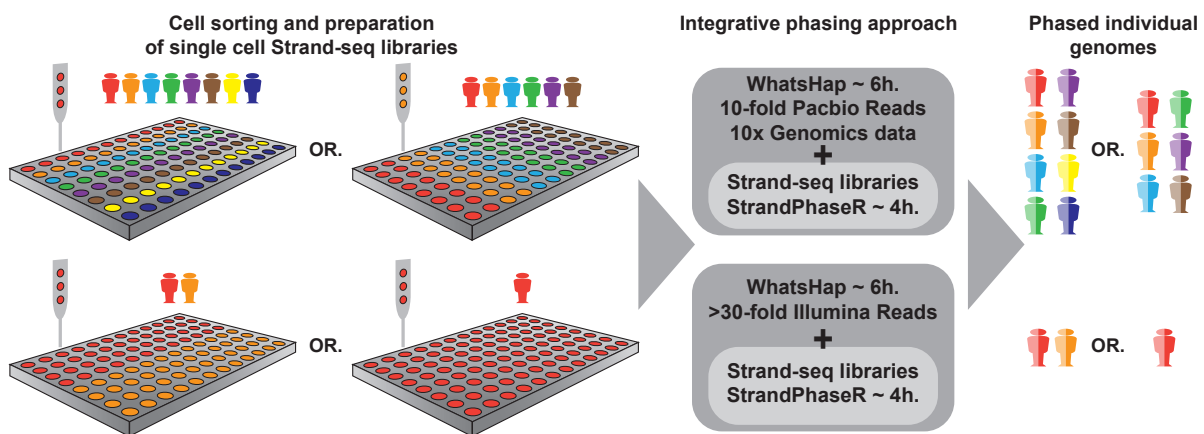 Cell sorting and preparation
of single cell Strand-seq libraries
Integrative phasing approach
Phased individual
genomes
OR.
WhatsHap ~ 6h.
10-fold Pacbio Reads
10x Genomics data
+
Strand-seq libraries
StrandPhaseR ~ 4h.
OR.
OR.
WhatsHap ~ 6h.
>30-fold Illumina Reads
+
Strand-seq libraries
StrandPhaseR ~ 4h.
OR.